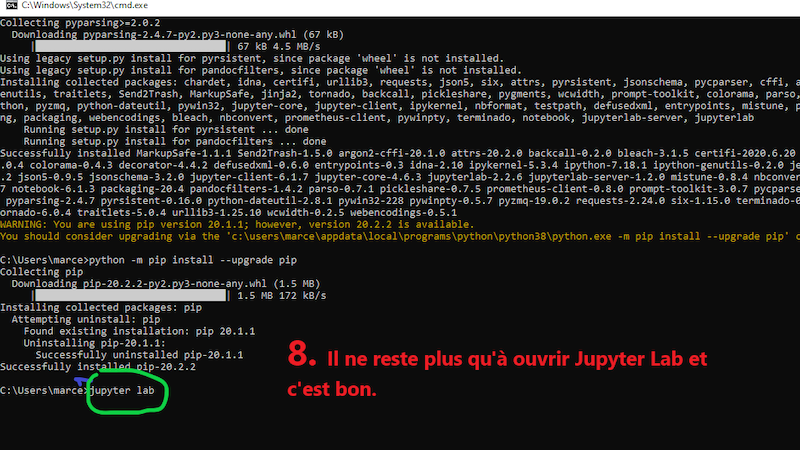 C:\Windows\System32\cmd.exe
Collecting pyparsing>=2.0.2
Downloading pyparsing-2.4.7-py2.py3-none-any.whl (67 kB)
| 67 kB 4.5 MB/s
Using legacy setup.py install for pyrsistent, since package 'wheel' is not installed.
Using legacy setup.py install for pandocfilters, since package 'wheel' is not installed.
Installing collected packages: chardet, idna, certifi, urllib3, requests, json5, six, attrs, pyrsistent, jsonschema, pycparser, cffi, a
enutils, traitlets, Send2Trash, MarkupSafe, jinja2, tornado, backcall, pickleshare, pygments, wcwidth, prompt-toolkit, colorama, parso,
thon, pyzmq, python-dateutil, pywin32, jupyter-core, jupyter-client, ipykernel, nbformat, testpath, defusedxml, entrypoints, mistune, p
ng, packaging, webencodings, bleach, nbconvert, prometheus-client, pywinpty, terminado, notebook, jupyterlab-server, jupyterlab
Running setup.py install for pyrsistent ... done
Running setup.py install for pandocfilters ... done
Successfully installed MarkupSafe-1.1.1 Send2Trash-1.5.0 argon2-cffi-20.1.0 attrs-20.2.0 backcall-0.2.0 bleach-3.1.5 certifi-2020.6.20
.0.4 colorama-0.4.3 decorator-4.4.2 defusedxml-0.6.0 entrypoints-0.3 idna-2.10 ipykernel-5.3.4 ipython-7.18.1 ipython-genutils-0.2.0 je
.2 json5-0.9.5 jsonschema-3.2.0 jupyter-client-6.1.7 jupyter-core-4.6.3 jupyterlab-2.2.6 jupyterlab-server-1.2.0 mistune-0.8.4 nbconver
7 notebook-6.1.3 packaging-20.4 pandocfilters-1.4.2 parso-0.7.1 pickleshare-0.7.5 prometheus-client-0.8.0 prompt-toolkit-3.0.7 pycparse
pyparsing-2.4.7 pyrsistent-0.16.0 python-dateutil-2.8.1 pywin32-228 pywinpty-0.5.7 pyzmq-19.0.2 requests-2.24.0 six-1.15.0 terminado-0
ornado-6.0.4 traitlets-5.0.4 urllib3-1.25.10 wcwidth-0.2.5 webencodings-0.5.1
WARNING: You are using pip version 20.1.1; however, version 20.2.2 is available.
You should consider upgrading via the 'c:\users\marce\appdata\local\programs\python\python38\python.exe -m pip install --upgrade pip' c
C:\Users\marce>python -m pip install --upgrade pip
Collecting pip
Downloading pip-20.2.2-py2.py3-none-any.whl (1.5 MB)
| 1.5 MB 172 kB/s
Installing collected packages: pip
Attempting uninstall: pip
Found existing installation: pip 20.1.1
Uninstalling pip-20.1.1:
Successfully uninstalled pip-20.1.1
Successfully installed pip-20.2.2
8. Il ne reste plus qu'à ouvrir Jupyter Lab et
c'est bon.
C:\Users\marce>jupyter lab